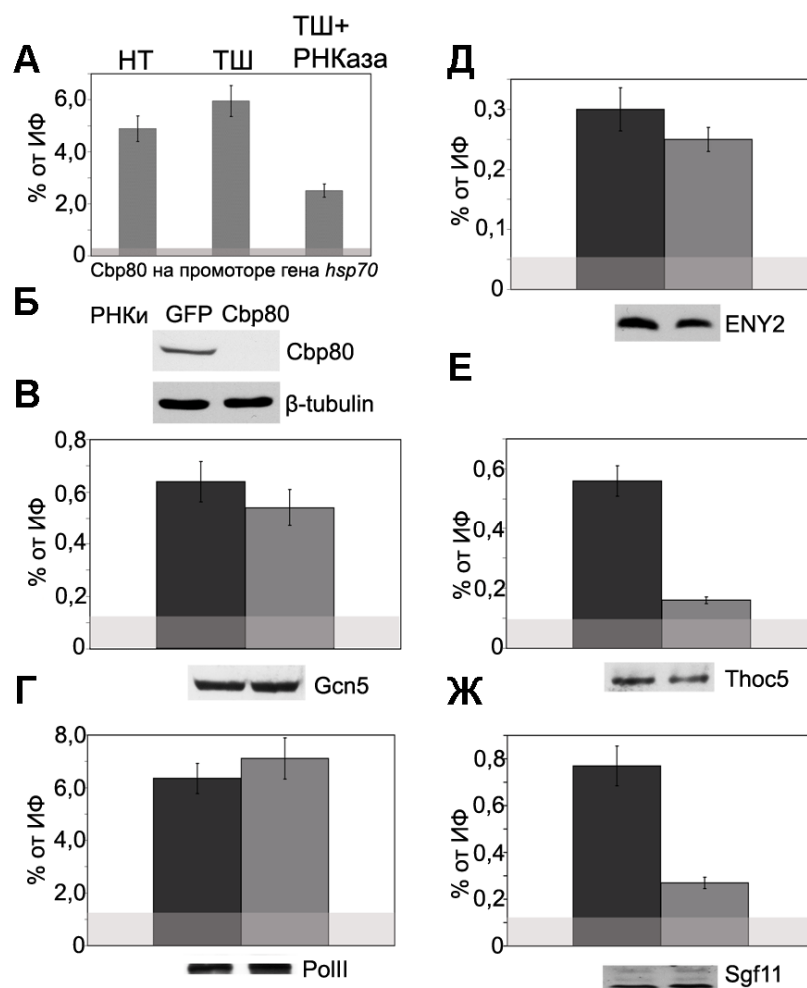 А
НТ ТШ ТШ+
РНКаза
% от ИФ
6,0
4,0
2,0
0
Cbp80 на промоторе гена hsp70
Б
РНКи GFP Cbp80
Cbp80
β-tubulin
В
% от ИФ
0,8
0,6
0,4
0,2
0
Gcn5
Г
% от ИФ
8,0
6,0
4,0
2,0
0
PolII
Д
% от ИФ
0,3
0,2
0,1
0
ENY2
Е
% от ИФ
0,6
0,4
0,2
0
Thoc5
Ж
% от ИФ
0,8
0,6
0,4
0,2
0
Sgf11